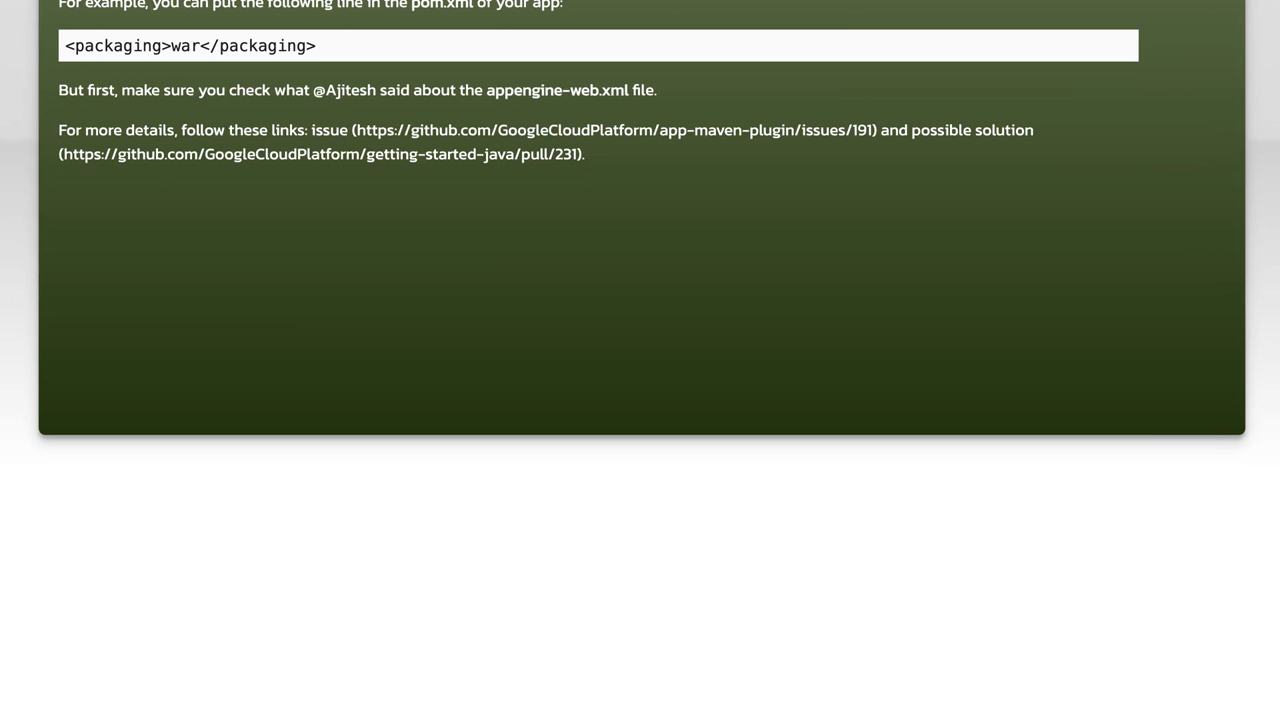 For example, you can put the following line in the pom.xml of your app:
<packaging>war</packaging>
But first, make sure you check what @Ajitesh said about the appengine-web.xml file.
For more details, follow these links: issue (https://github.com/GoogleCloudPlatform/app-maven-plugin/issues/191) and possible solution
(https://github.com/GoogleCloudPlatform/getting-started-java/pull/231).